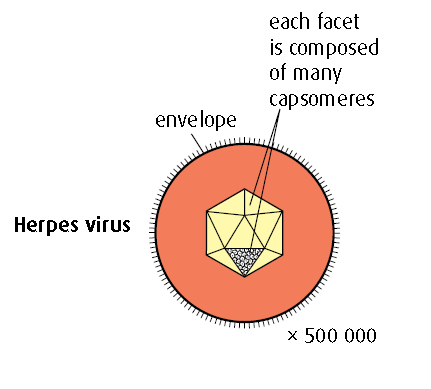 each facet
is composed
of many
capsomeres
envelope
Herpes virus
× 500 000